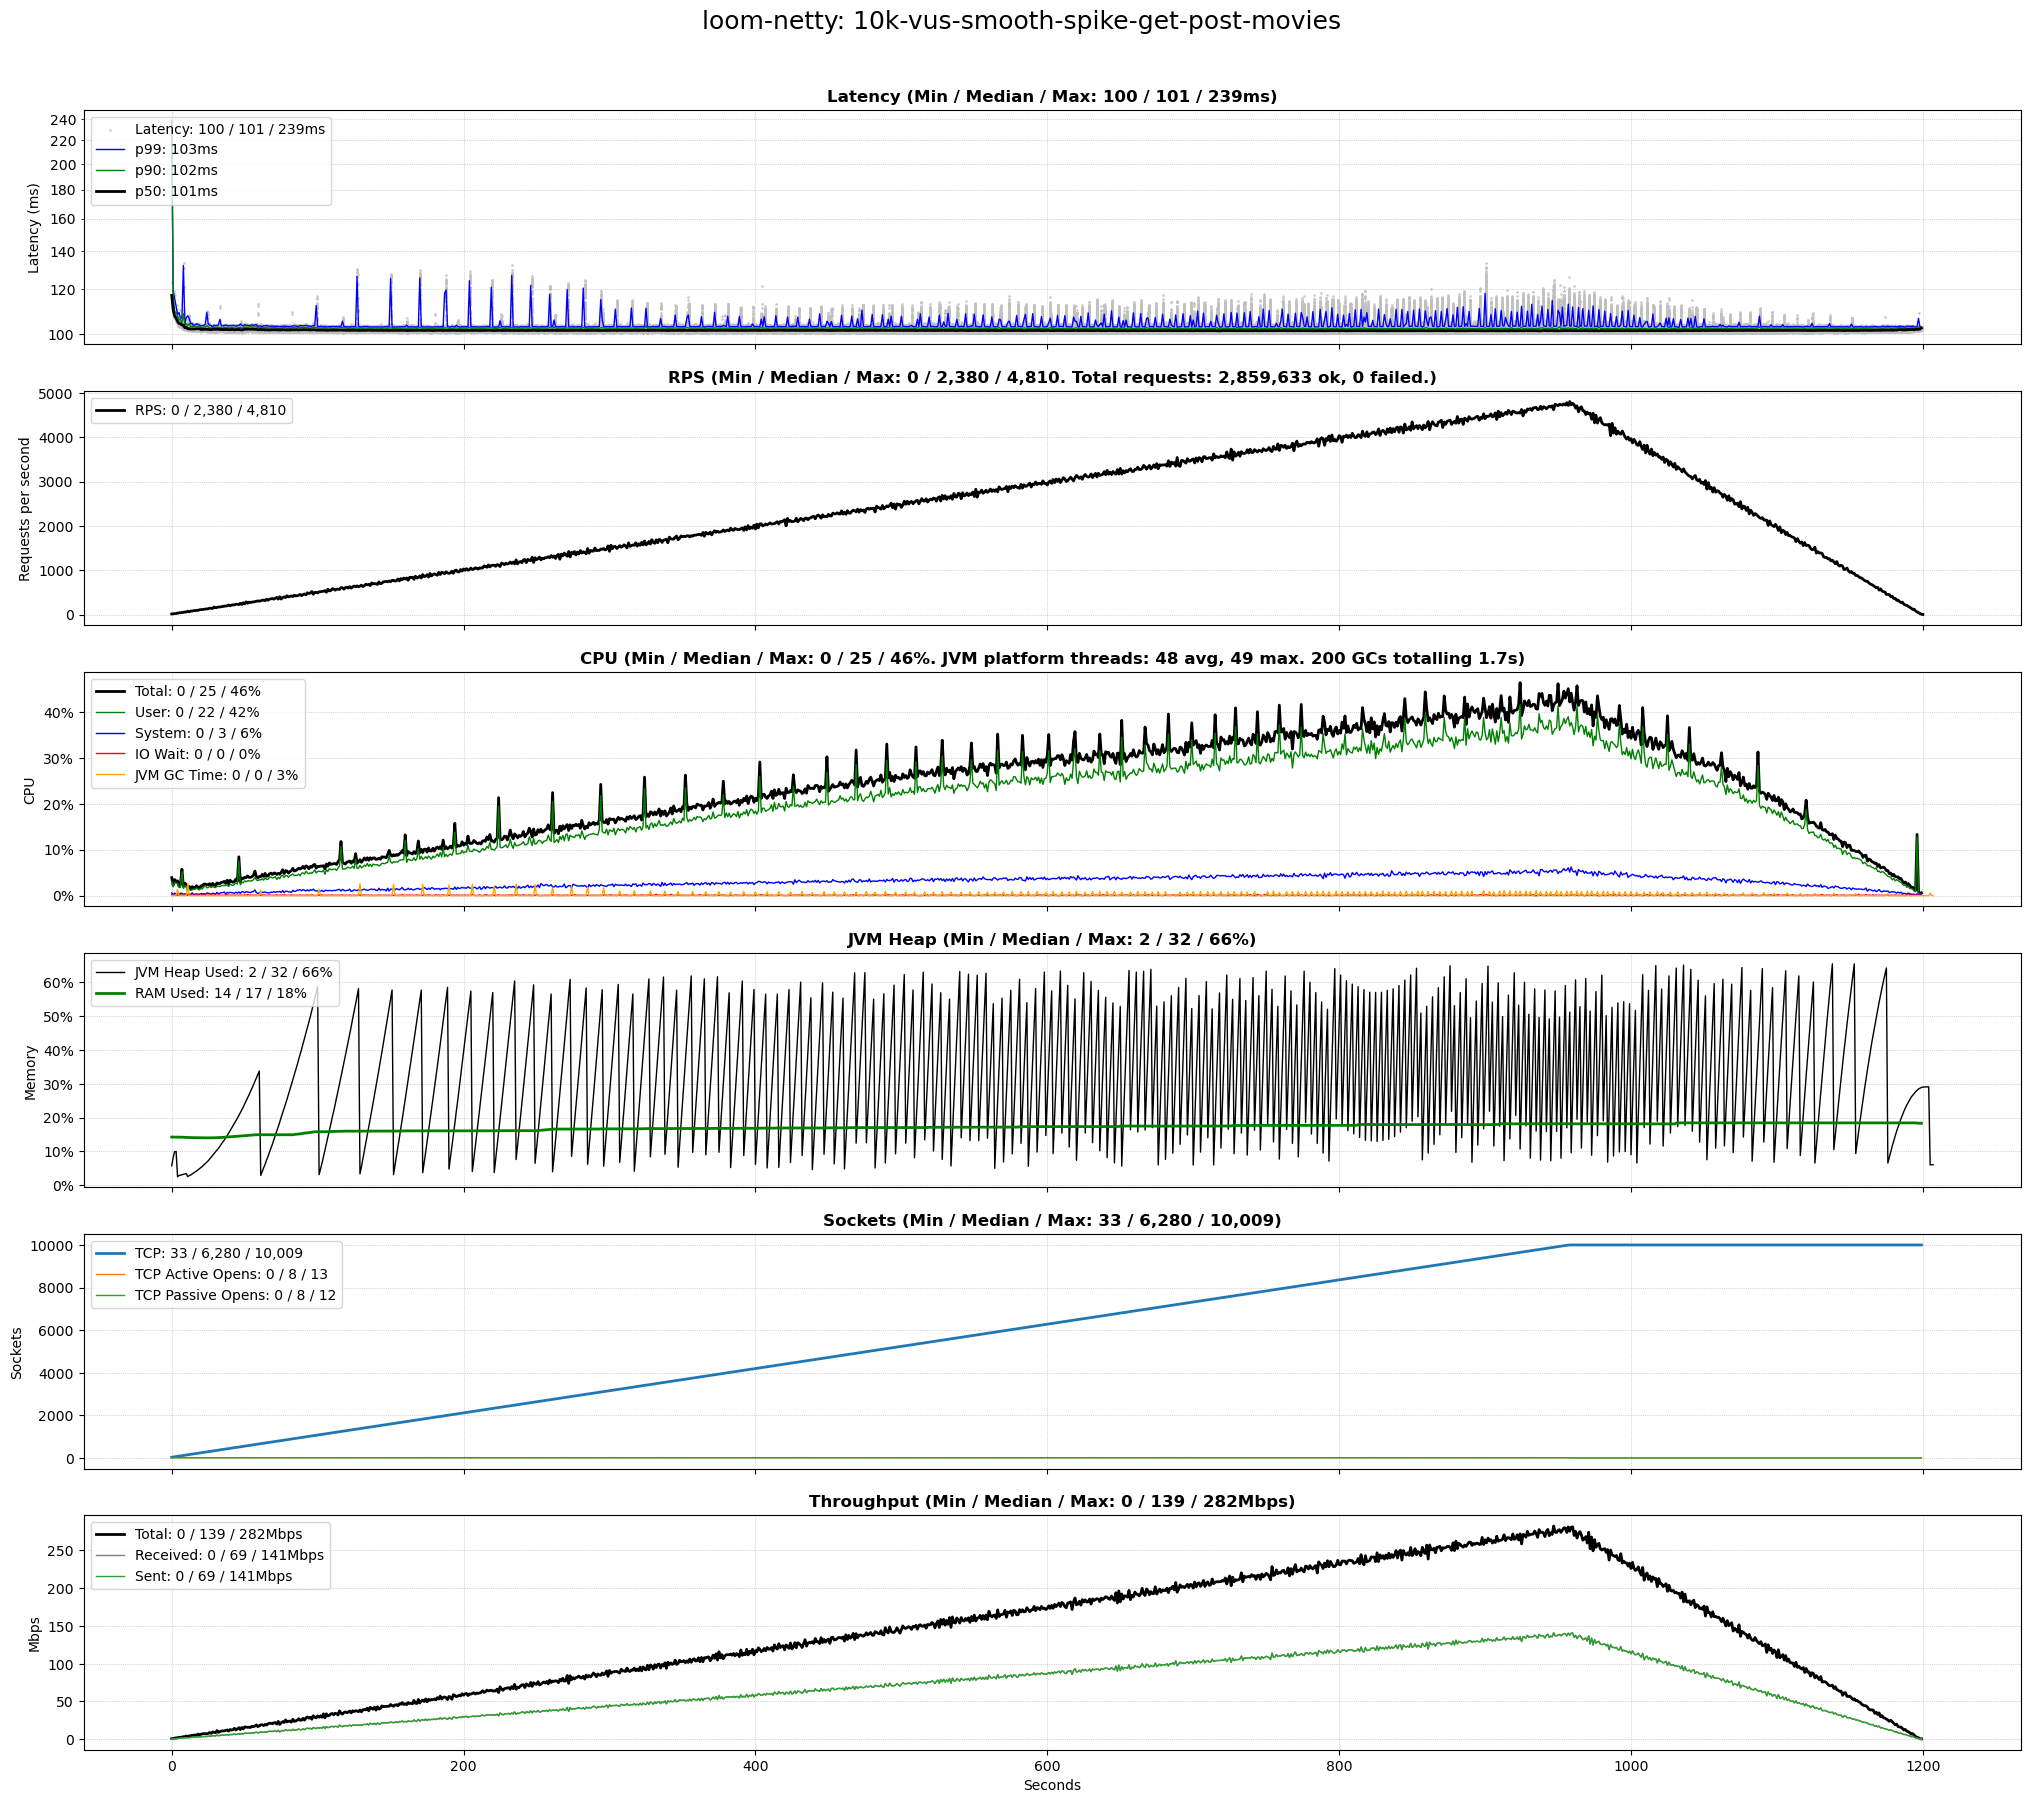 loom-netty: 10k-vus-smooth-spike-get-post-movies
Latency (Min / Median / Max: 100 / 101 / 239ms)
Latency (ms)
240
220
200
180
160
140
120
100
Latency: 100 / 101 / 239ms
p99: 103ms
p90: 102ms
p50: 101ms
RPS (Min / Median / Max: 0 / 2,380 / 4,810. Total requests: 2,859,633 ok, 0 failed.)
Requests per second
5000
4000
3000
2000
1000
0
RPS: 0 / 2,380 / 4,810
CPU (Min / Median / Max: 0 / 25 / 46%. JVM platform threads: 48 avg, 49 max. 200 GCs totalling 1.7s)
CPU
40%
30%
20%
10%
0%
Total: 0 / 25 / 46%
User: 0 / 22 / 42%
System: 0 / 3 / 6%
IO Wait: 0 / 0 / 0%
JVM GC Time: 0 / 0 / 3%
JVM Heap (Min / Median / Max: 2 / 32 / 66%)
Memory
60%
50%
40%
30%
20%
10%
0%
JVM Heap Used: 2 / 32 / 66%
RAM Used: 14 / 17 / 18%
Sockets (Min / Median / Max: 33 / 6,280 / 10,009)
Sockets
10000
8000
6000
4000
2000
0
TCP: 33 / 6,280 / 10,009
TCP Active Opens: 0 / 8 / 13
TCP Passive Opens: 0 / 8 / 12
Throughput (Min / Median / Max: 0 / 139 / 282Mbps)
Mbps
250
200
150
100
50
0
Total: 0 / 139 / 282Mbps
Received: 0 / 69 / 141Mbps
Sent: 0 / 69 / 141Mbps
0 200 400 600 800 1000 1200
Seconds